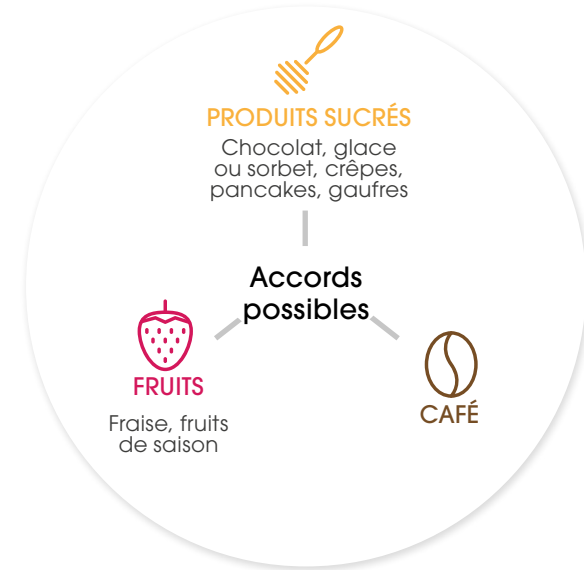 PRODUITS SUCRÉS
Chocolat, glace
ou sorbet, crêpes,
pancakes, gaufres
Accords
possibles
FRUITS
Fraise, fruits
de saison
CAFÉ